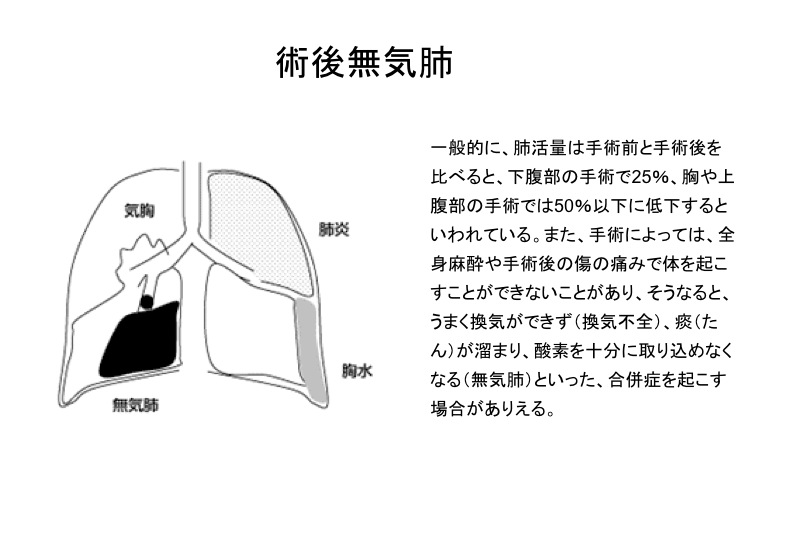 術後無気肺
気胸
肺炎
胸水
無気肺
一般的に、肺活量は手術前と手術後を
比べると、下腹部の手術で25%、胸や上
腹部の手術では50%以下に低下すると
いわれている。また、手術によっては、全
身麻酔や手術後の傷の痛みで体を起こ
すことができないことがあり、そうなると、
うまく換気ができず（換気不全）、痰（た
ん）が溜まり、酸素を十分に取り込めなく
なる（無気肺）といった、合併症を起こす
場合がありえる。